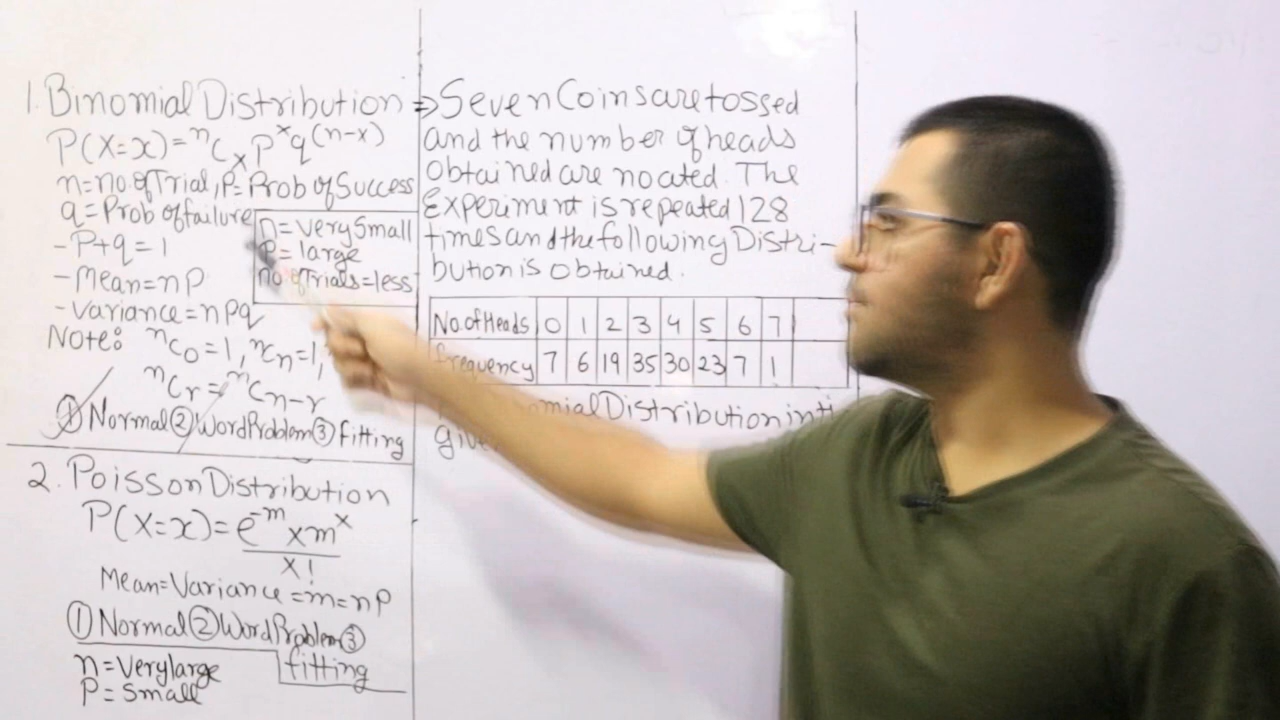 1. Binomial Distribution
P(X=x)=ⁿCₓ Pˣ q⁽ⁿ⁻ˣ⁾
n=no.of Trial, P=Prob of Success
q=Prob of failure
n=very Small
P=large
no of Trials=less
-P+q=1
-Mean=nP
-Variance=nPq
Note: ⁿC₀=1, ⁿCₙ=1,
ⁿCᵣ=ⁿCₙ₋ᵣ
① Normal ② Word Problem ③ fitting
2. Poisson Distribution
P(X=x)=e⁻ᵐ × mˣ
x!
Mean=Variance=m=nP
① Normal ② Word Problem ③
fitting
n=Very large
P=Small
⇒ Seven Coins are tossed
and the number of heads
obtained are nocated. The
Experiment is repeated 128
times and the following Distri-
bution is obtained.
No.of Heads 0 1 2 3 4 5 6 7
frequency 7 6 19 35 30 23 7 1
Distribution in